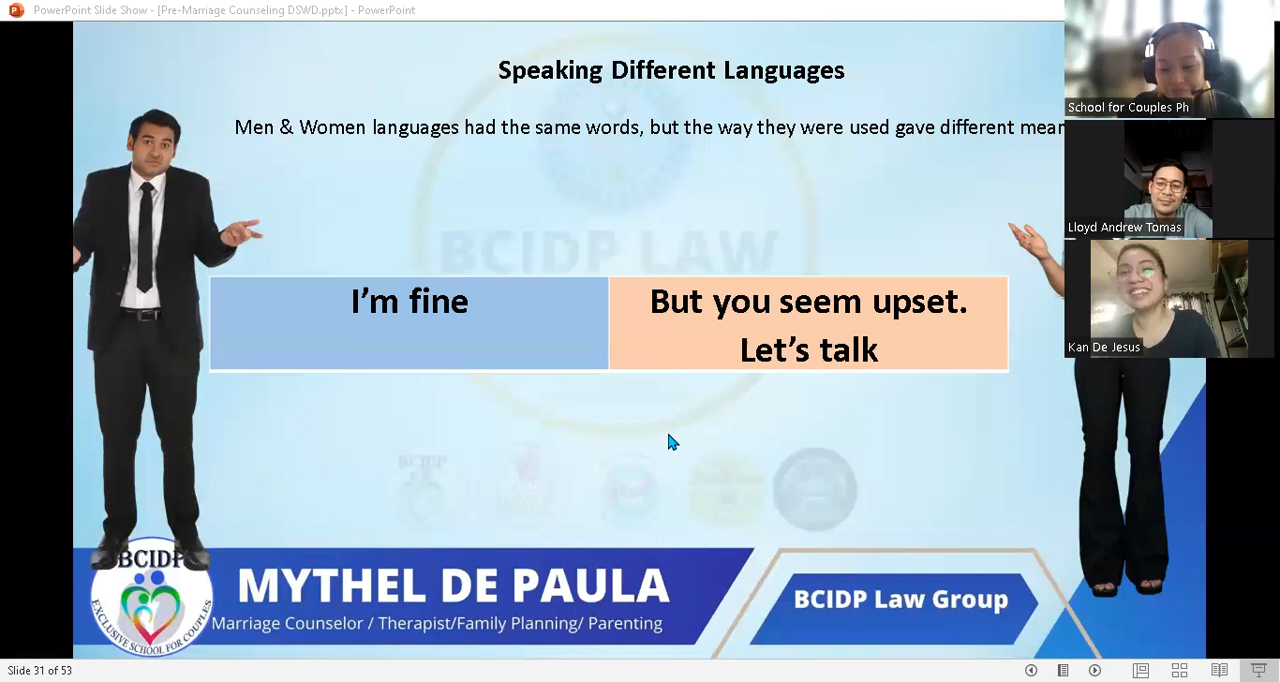 PowerPoint Slide Show - [Pre-Marriage Counseling DSWD.pptx] - PowerPoint
Speaking Different Languages
Men & Women languages had the same words, but the way they were used gave different
School for Couples Ph
Lloyd Andrew Tomas
Kan De Jesus
BCIDP LAW
I'm fine
But you seem upset.
Let's talk
BCIDP
BCIDP
EXCLUSIVE SCHOOL FOR COUPLES
MYTHEL DE PAULA
Marriage Counselor / Therapist/Family Planning/ Parenting
BCIDP Law Group
Slide 31 of 53